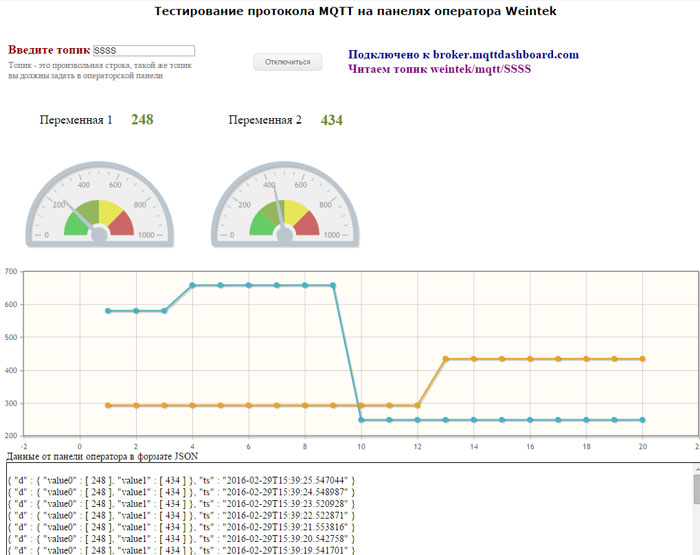 Тестирование протокола MQTT на панелях оператора Weintek
Введите топик SSSS
Топик - это произвольная строка, такой же топик
вы должны задать в операторской панели
Отключиться
Подключено к broker.mqttdashboard.com
Читаем топик weintek/mqtt/SSSS
Переменная 1 248
Переменная 2 434
0 200 400 600 800 1000
0 200 400 600 800 1000
700
600
500
400
300
200
-2 0 2 4 6 8 10 12 14 16 18 20
Данные от панели оператора в формате JSON
{ "d" : { "value0" : [ 248 ], "value1" : [ 434 ] }, "ts" : "2016-02-29T15:39:25.547044" }
{ "d" : { "value0" : [ 248 ], "value1" : [ 434 ] }, "ts" : "2016-02-29T15:39:24.548987" }
{ "d" : { "value0" : [ 248 ], "value1" : [ 434 ] }, "ts" : "2016-02-29T15:39:23.520928" }
{ "d" : { "value0" : [ 248 ], "value1" : [ 434 ] }, "ts" : "2016-02-29T15:39:22.522871" }
{ "d" : { "value0" : [ 248 ], "value1" : [ 434 ] }, "ts" : "2016-02-29T15:39:21.553816" }
{ "d" : { "value0" : [ 248 ], "value1" : [ 434 ] }, "ts" : "2016-02-29T15:39:20.542758" }
{ "d" : { "value0" : [ 248 ], "value1" : [ 434 ] }, "ts" : "2016-02-29T15:39:19.541701" }